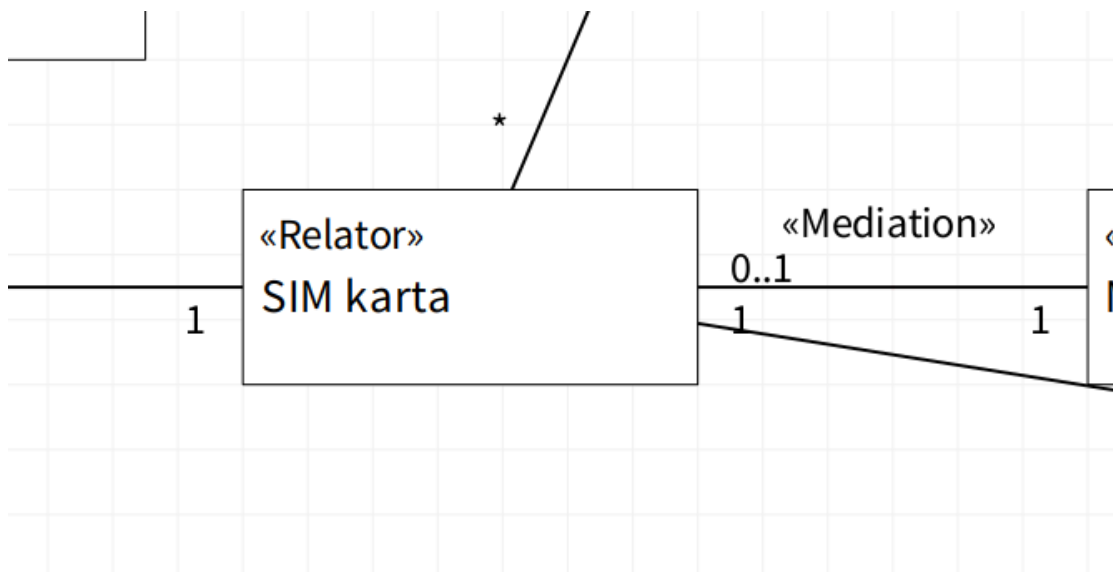 *
«Relator»
SIM karta
«Mediation»
0..1
1
1
1